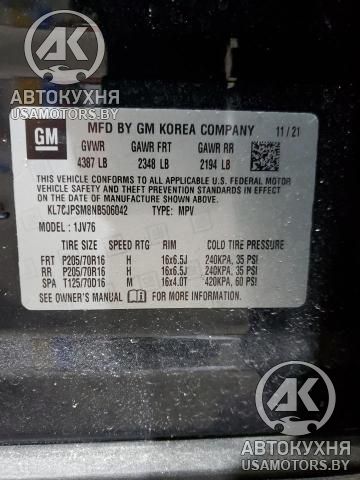 АК
АВТОКУХНЯ
USAMOTORS.BY
GM
MFD BY GM KOREA COMPANY 11/21
GVWR GAWR FRT GAWR RR
4387 LB 2348 LB 2194 LB
THIS VEHICLE CONFORMS TO ALL APPLICABLE U.S. FEDERAL MOTOR
VEHICLE SAFETY AND THEFT PREVENTION STANDARDS IN EFFECT ON
THE DATE OF MANUFACTURE SHOWN ABOVE.
KL7CJPSM8NB506042 TYPE: MPV
MODEL: 1JV76
TIRE SIZE SPEED RTG RIM COLD TIRE PRESSURE
FRT P205/70R16 H 16x6.5J 240KPA, 35 PSI
RR P205/70R16 H 16x6.5J 240KPA, 35 PSI
SPA T125/70D16 M 16x4.0T 420KPA, 60 PSI
SEE OWNER'S MANUAL FOR MORE INFORMATION.
АК
АВТОКУХНЯ
USAMOTORS.BY